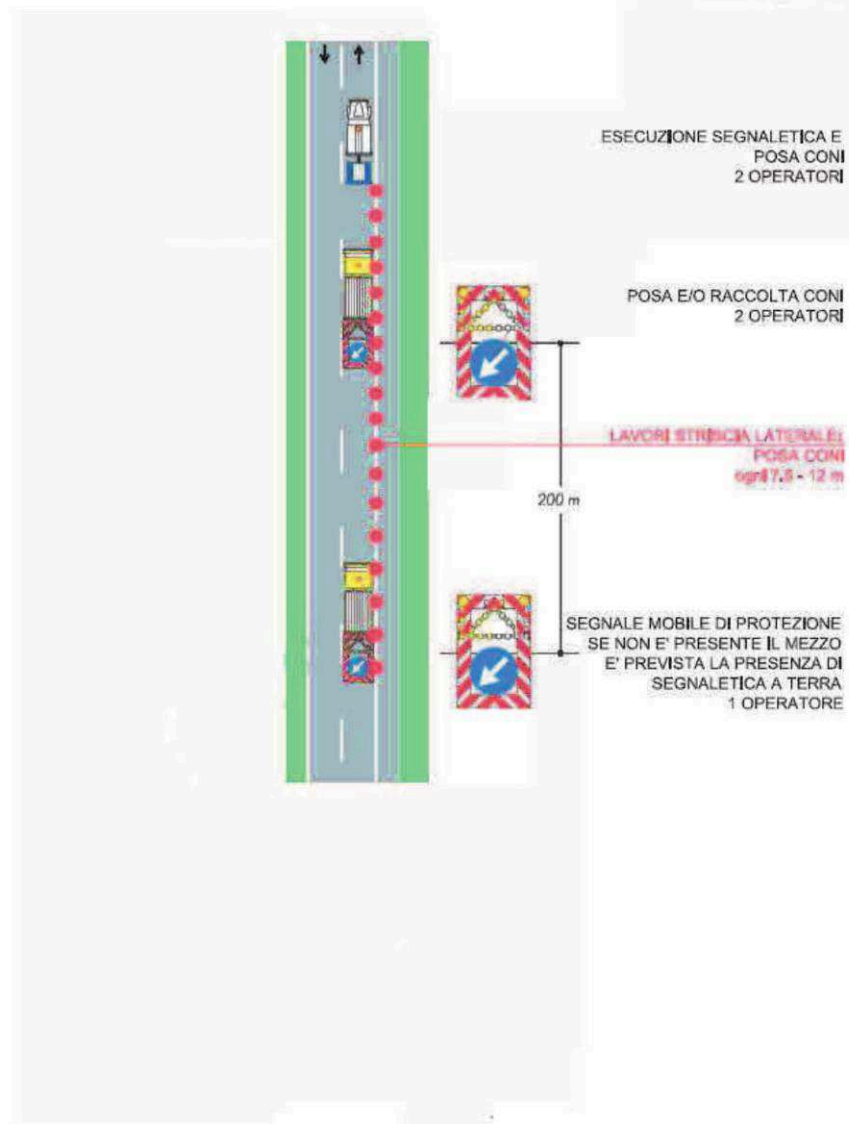 ESECUZIONE SEGNALETICA E
POSA CONI
2 OPERATORI
POSA E/O RACCOLTA CONI
2 OPERATORI
LAVORI STRISCIA LATERALE:
POSA CONI
ogni 7.5 - 12 m
200 m
SEGNALE MOBILE DI PROTEZIONE
SE NON E' PRESENTE IL MEZZO
E' PREVISTA LA PRESENZA DI
SEGNALETICA A TERRA
1 OPERATORE